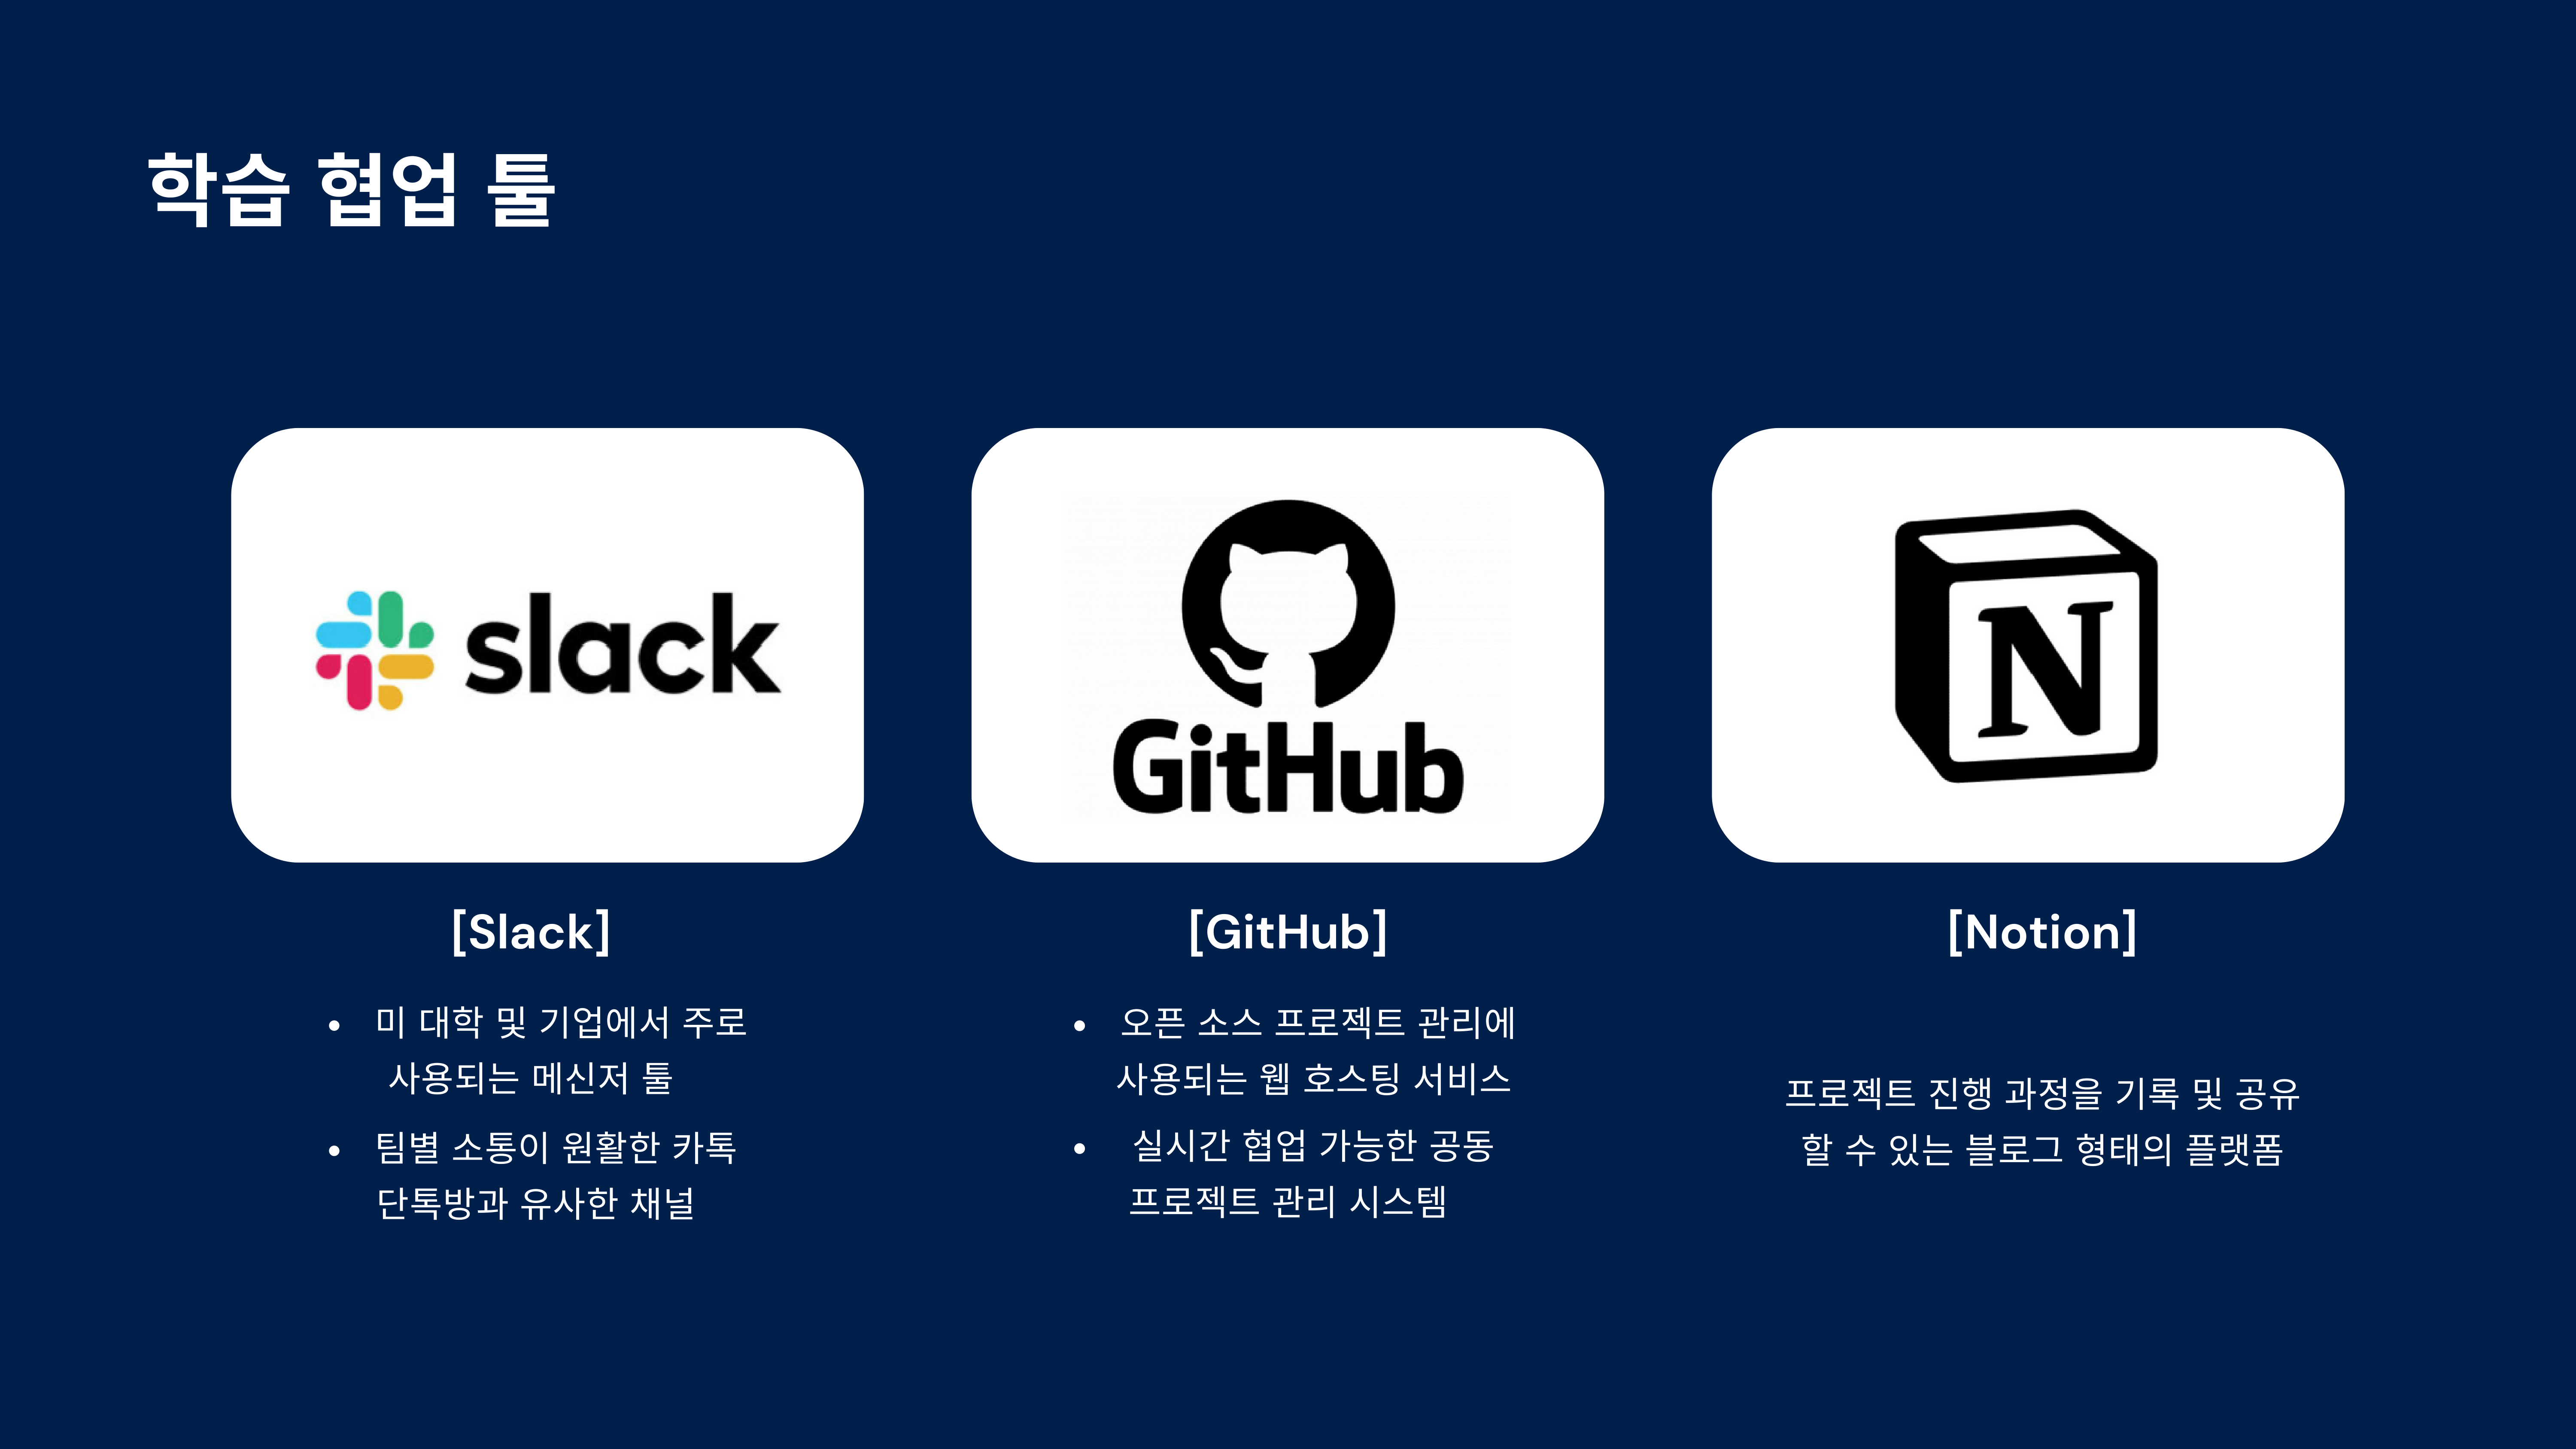 학습 협업 툴
slack
GitHub
N
[Slack]
• 미 대학 및 기업에서 주로
사용되는 메신저 툴
• 팀별 소통이 원활한 카톡
단톡방과 유사한 채널
[GitHub]
• 오픈 소스 프로젝트 관리에
사용되는 웹 호스팅 서비스
• 실시간 협업 가능한 공동
프로젝트 관리 시스템
[Notion]
프로젝트 진행 과정을 기록 및 공유
할 수 있는 블로그 형태의 플랫폼